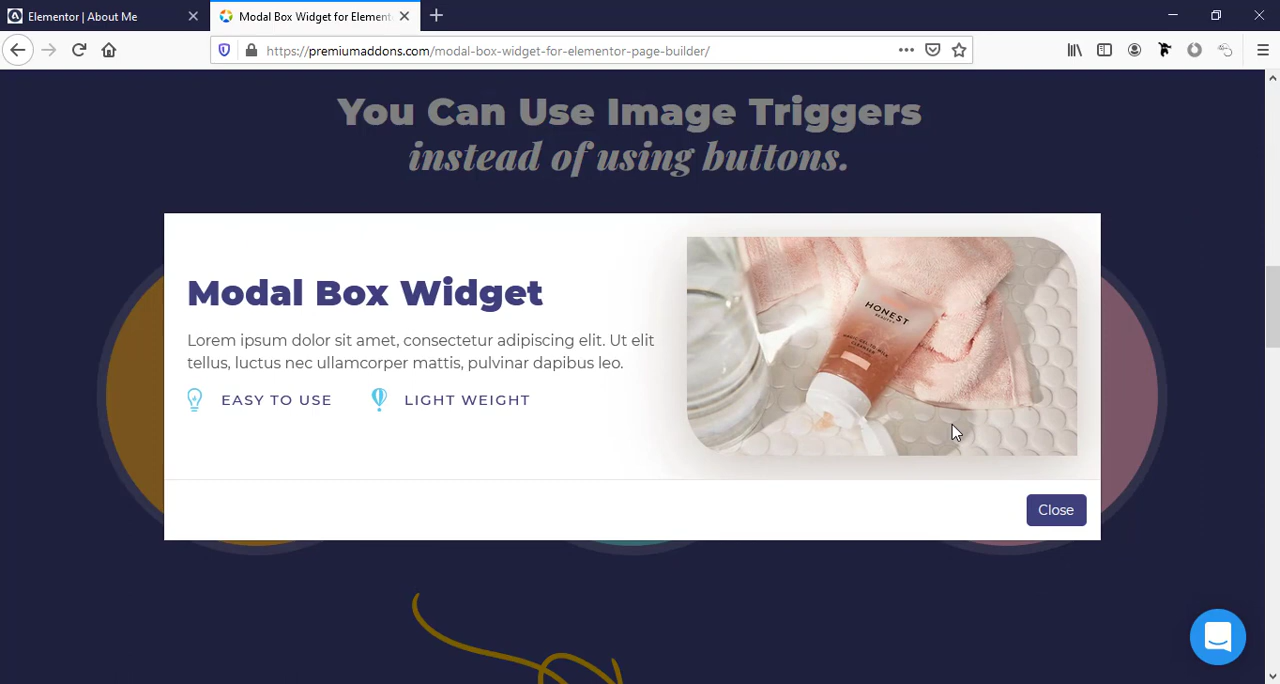 Elementor | About Me
Modal Box Widget for Element
https://premiumaddons.com/modal-box-widget-for-elementor-page-builder/
You Can Use Image Triggers
instead of using buttons.
Modal Box Widget
Lorem ipsum dolor sit amet, consectetur adipiscing elit. Ut elit
tellus, luctus nec ullamcorper mattis, pulvinar dapibus leo.
EASY TO USE
LIGHT WEIGHT
HONEST
BEAUTY
Close